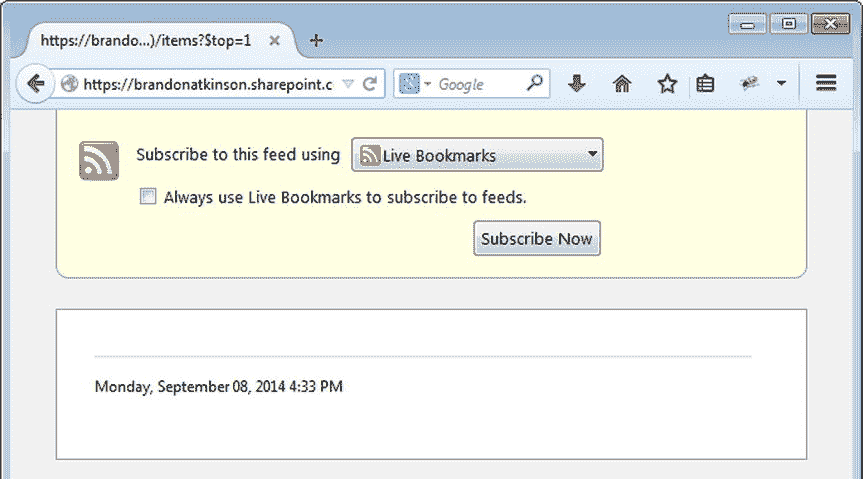 https://brando...)/items?$top=1
https://brandonatkinson.sharepoint.c
Google
Subscribe to this feed using
Live Bookmarks
Always use Live Bookmarks to subscribe to feeds.
Subscribe Now
Monday, September 08, 2014 4:33 PM